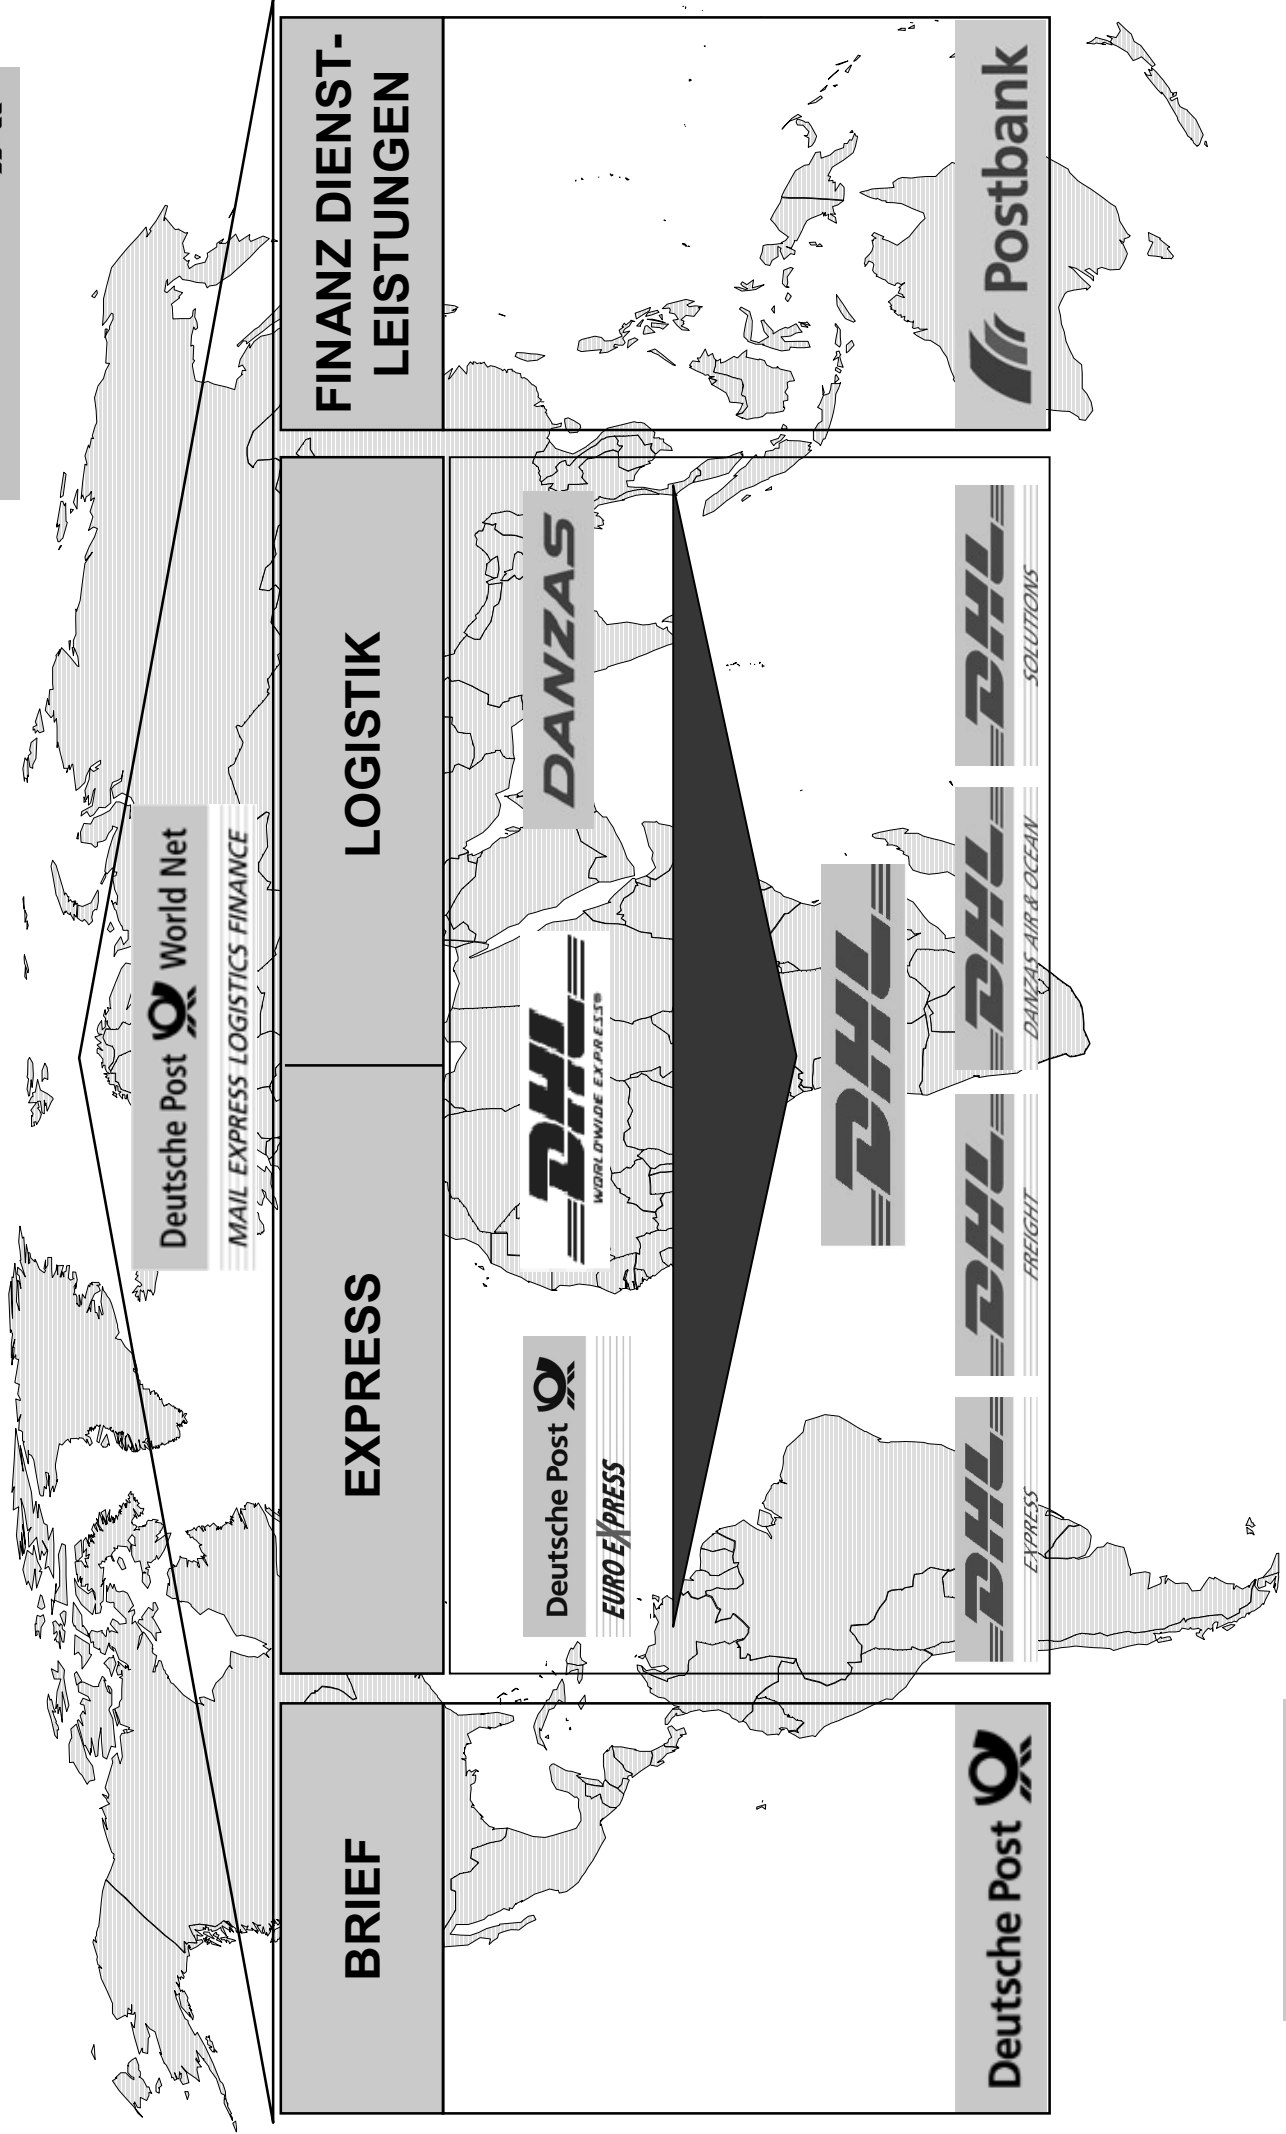 Deutsche Post World Net
MAIL EXPRESS LOGISTICS FINANCE
BRIEF
EXPRESS
LOGISTIK
FINANZ DIENST-
LEISTUNGEN
Deutsche Post
EURO EXPRESS
DHL
WORLDWIDE EXPRESS®
DANZAS
DHL
Deutsche Post
DHL
EXPRESS
DHL
FREIGHT
DHL
DANZAS AIR & OCEAN
DHL
SOLUTIONS
Postbank